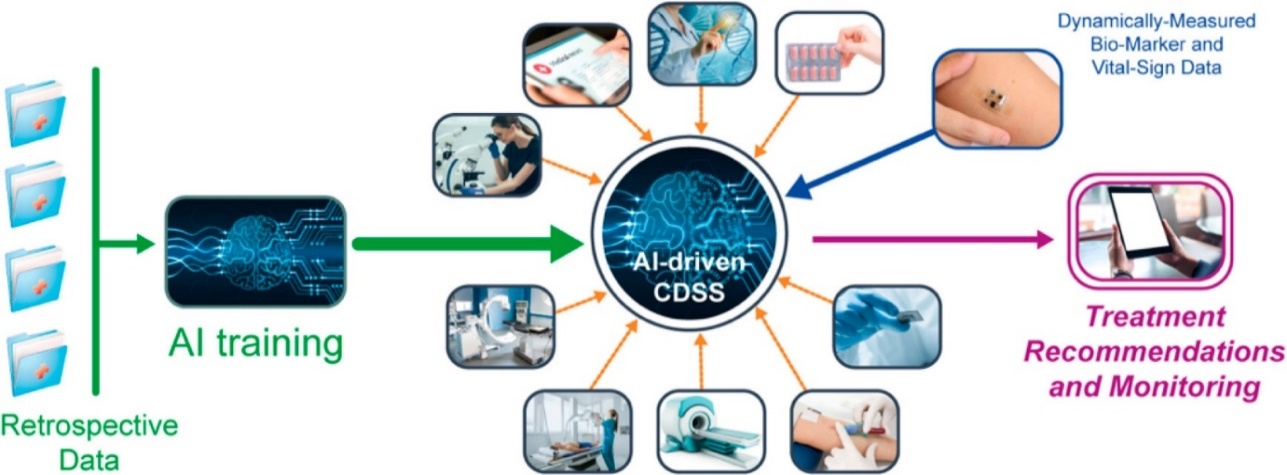 Dynamically-Measured
Bio-Marker and
Vital-Sign Data
AI-driven
CDSS
AI training
Treatment
Recommendations
and Monitoring
Retrospective
Data